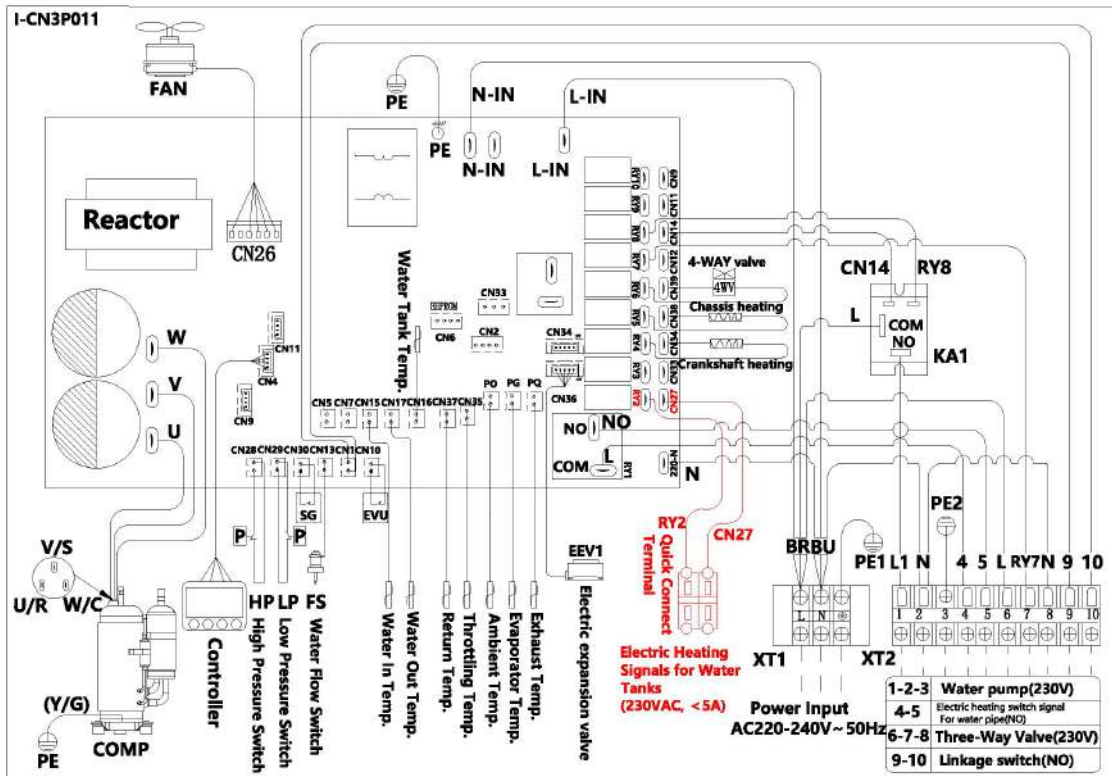 I-CN3P011
FAN
PE
N-IN
L-IN
PE
N-IN
L-IN
Reactor
CN26
RY10
CN9
RY9
CN11
RY8
CN14
RY7
CN12
RY6
CN39
RY5
CN38
RY4
CN34
RY3
CN33
RY2
CN27
4-WAY valve
4WV
Chassis heating
Crankshaft heating
CN14
RY8
L
COM
NO
KA1
Water Tank Temp.
EEPROM
CN6
CN33
CN2
CN34
CN36
W
V
U
CN11
CN4
CN9
CN5
CN7
CN15
CN17
CN16
CN37
CN35
PO
PG
PQ
CN28
CN29
CN30
CN13
CN1
CN10
NO
NO
L
COM
RY1
220-N
N
SG
EVU
P
P
V/S
U/R
W/C
(Y/G)
PE
COMP
Controller
HP
LP
FS
High Pressure Switch
Low Pressure Switch
Water Flow Switch
Water In Temp.
Water Out Temp.
Return Temp.
Throttling Temp.
Ambient Temp.
Evaporator Temp.
Exhaust Temp.
EEV1
Electric expansion valve
RY2
CN27
Quick Connect
Terminal
Electric Heating
Signals for Water
Tanks
(230VAC, <5A)
BR
BU
PE1
L
N
XT1
Power Input
AC220-240V~50Hz
PE2
L1
N
4
5
L
RY7
N
9
10
1
2
3
4
5
6
7
8
9
10
XT2
1-2-3 Water pump(230V)
4-5 Electric heating switch signal
For water pipe(NO)
6-7-8 Three-Way Valve(230V)
9-10 Linkage switch(NO)